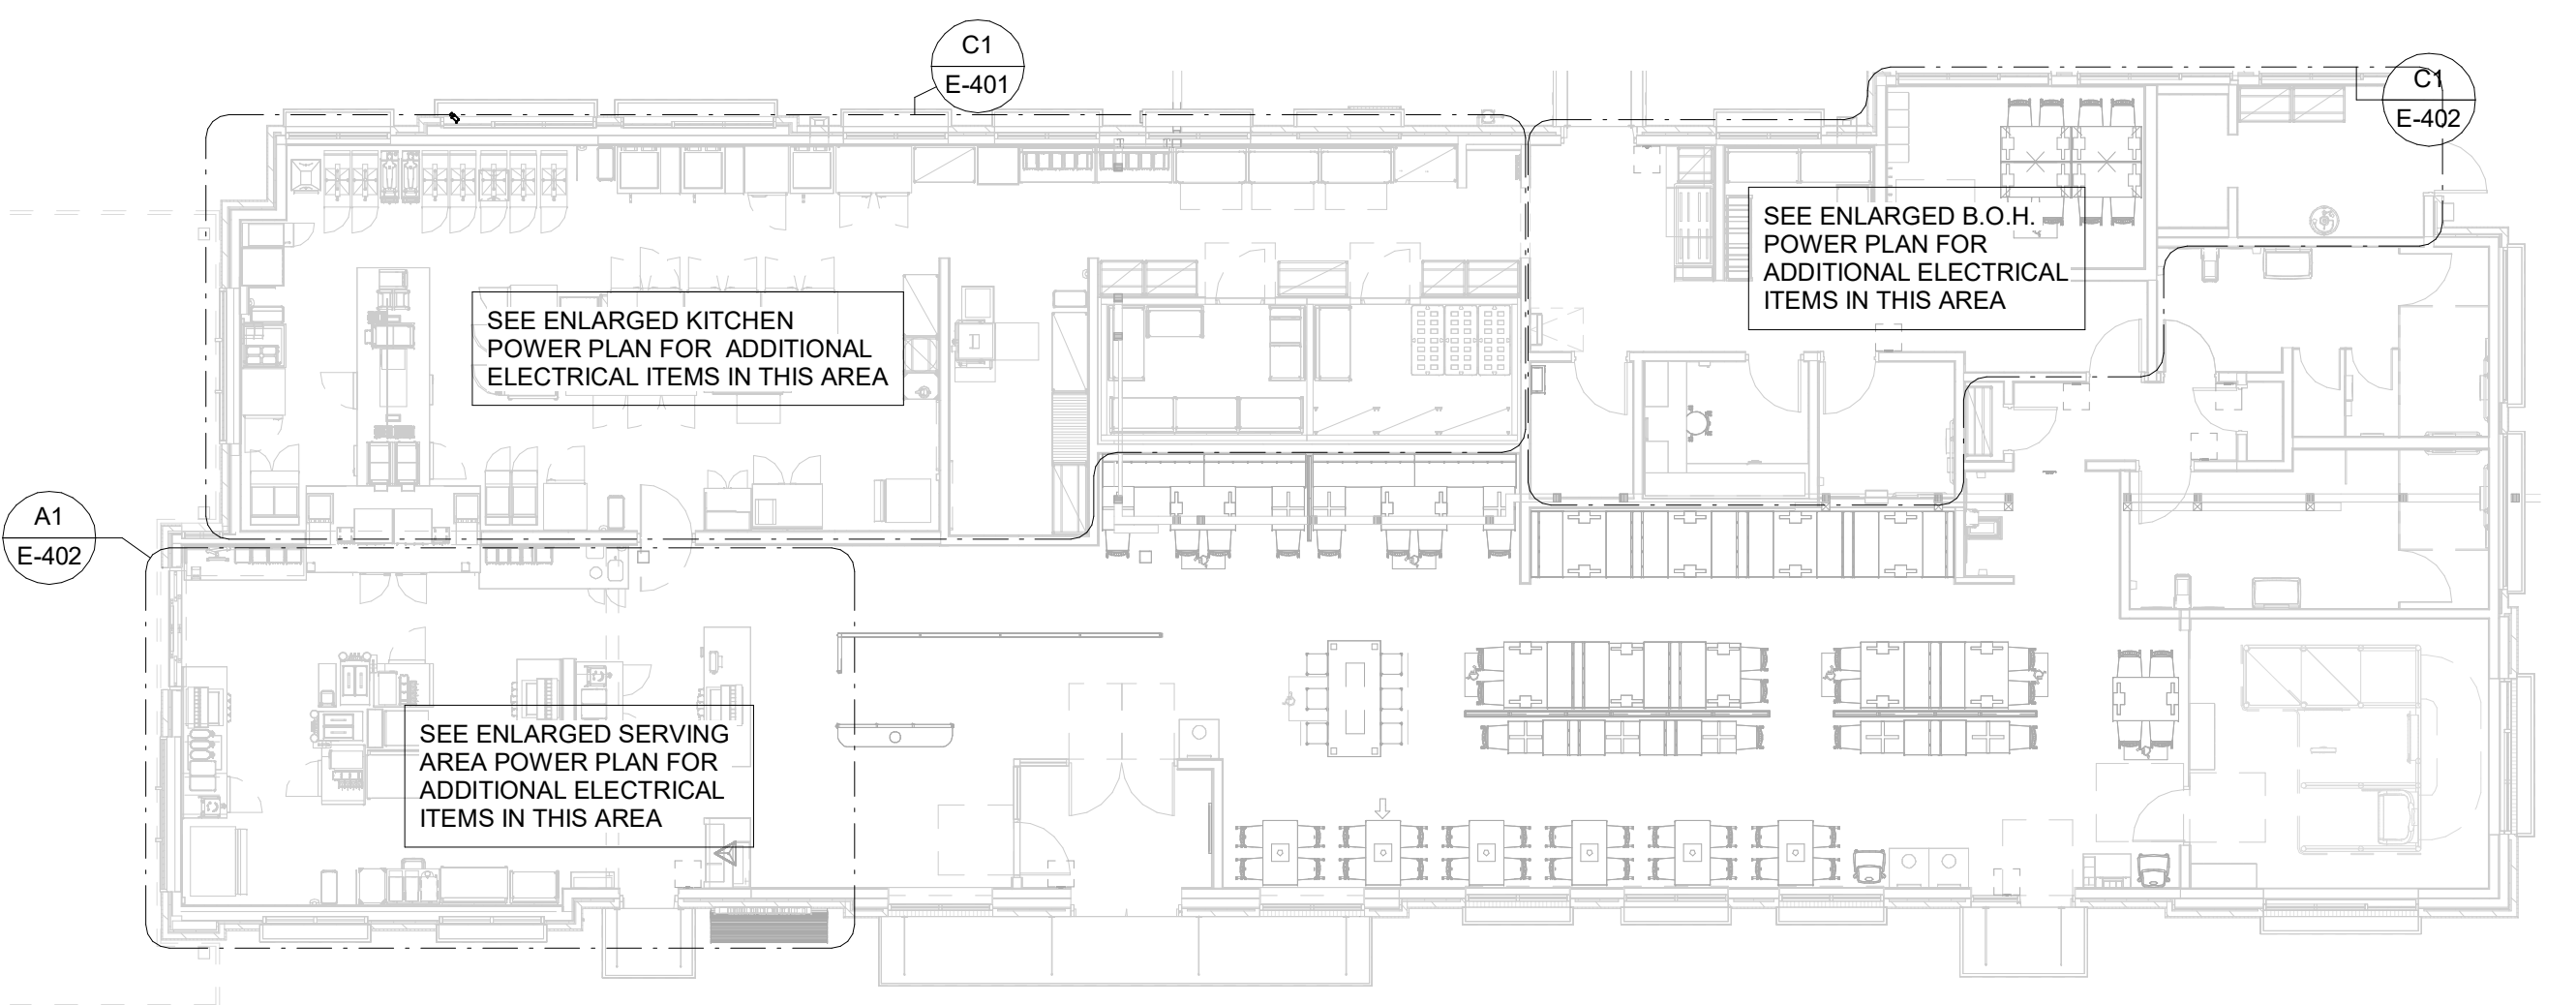 C1
E-401
C1
E-402
SEE ENLARGED B.O.H.
POWER PLAN FOR
ADDITIONAL ELECTRICAL
ITEMS IN THIS AREA
SEE ENLARGED KITCHEN
POWER PLAN FOR  ADDITIONAL
ELECTRICAL ITEMS IN THIS AREA
A1
E-402
SEE ENLARGED SERVING
AREA POWER PLAN FOR
ADDITIONAL ELECTRICAL
ITEMS IN THIS AREA